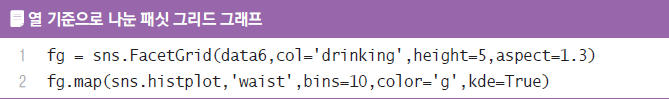 열 기준으로 나눈 패싯 그리드 그래프
1 fg = sns.FacetGrid(data6,col='drinking',height=5,aspect=1.3)
2 fg.map(sns.histplot,'waist',bins=10,color='g',kde=True)